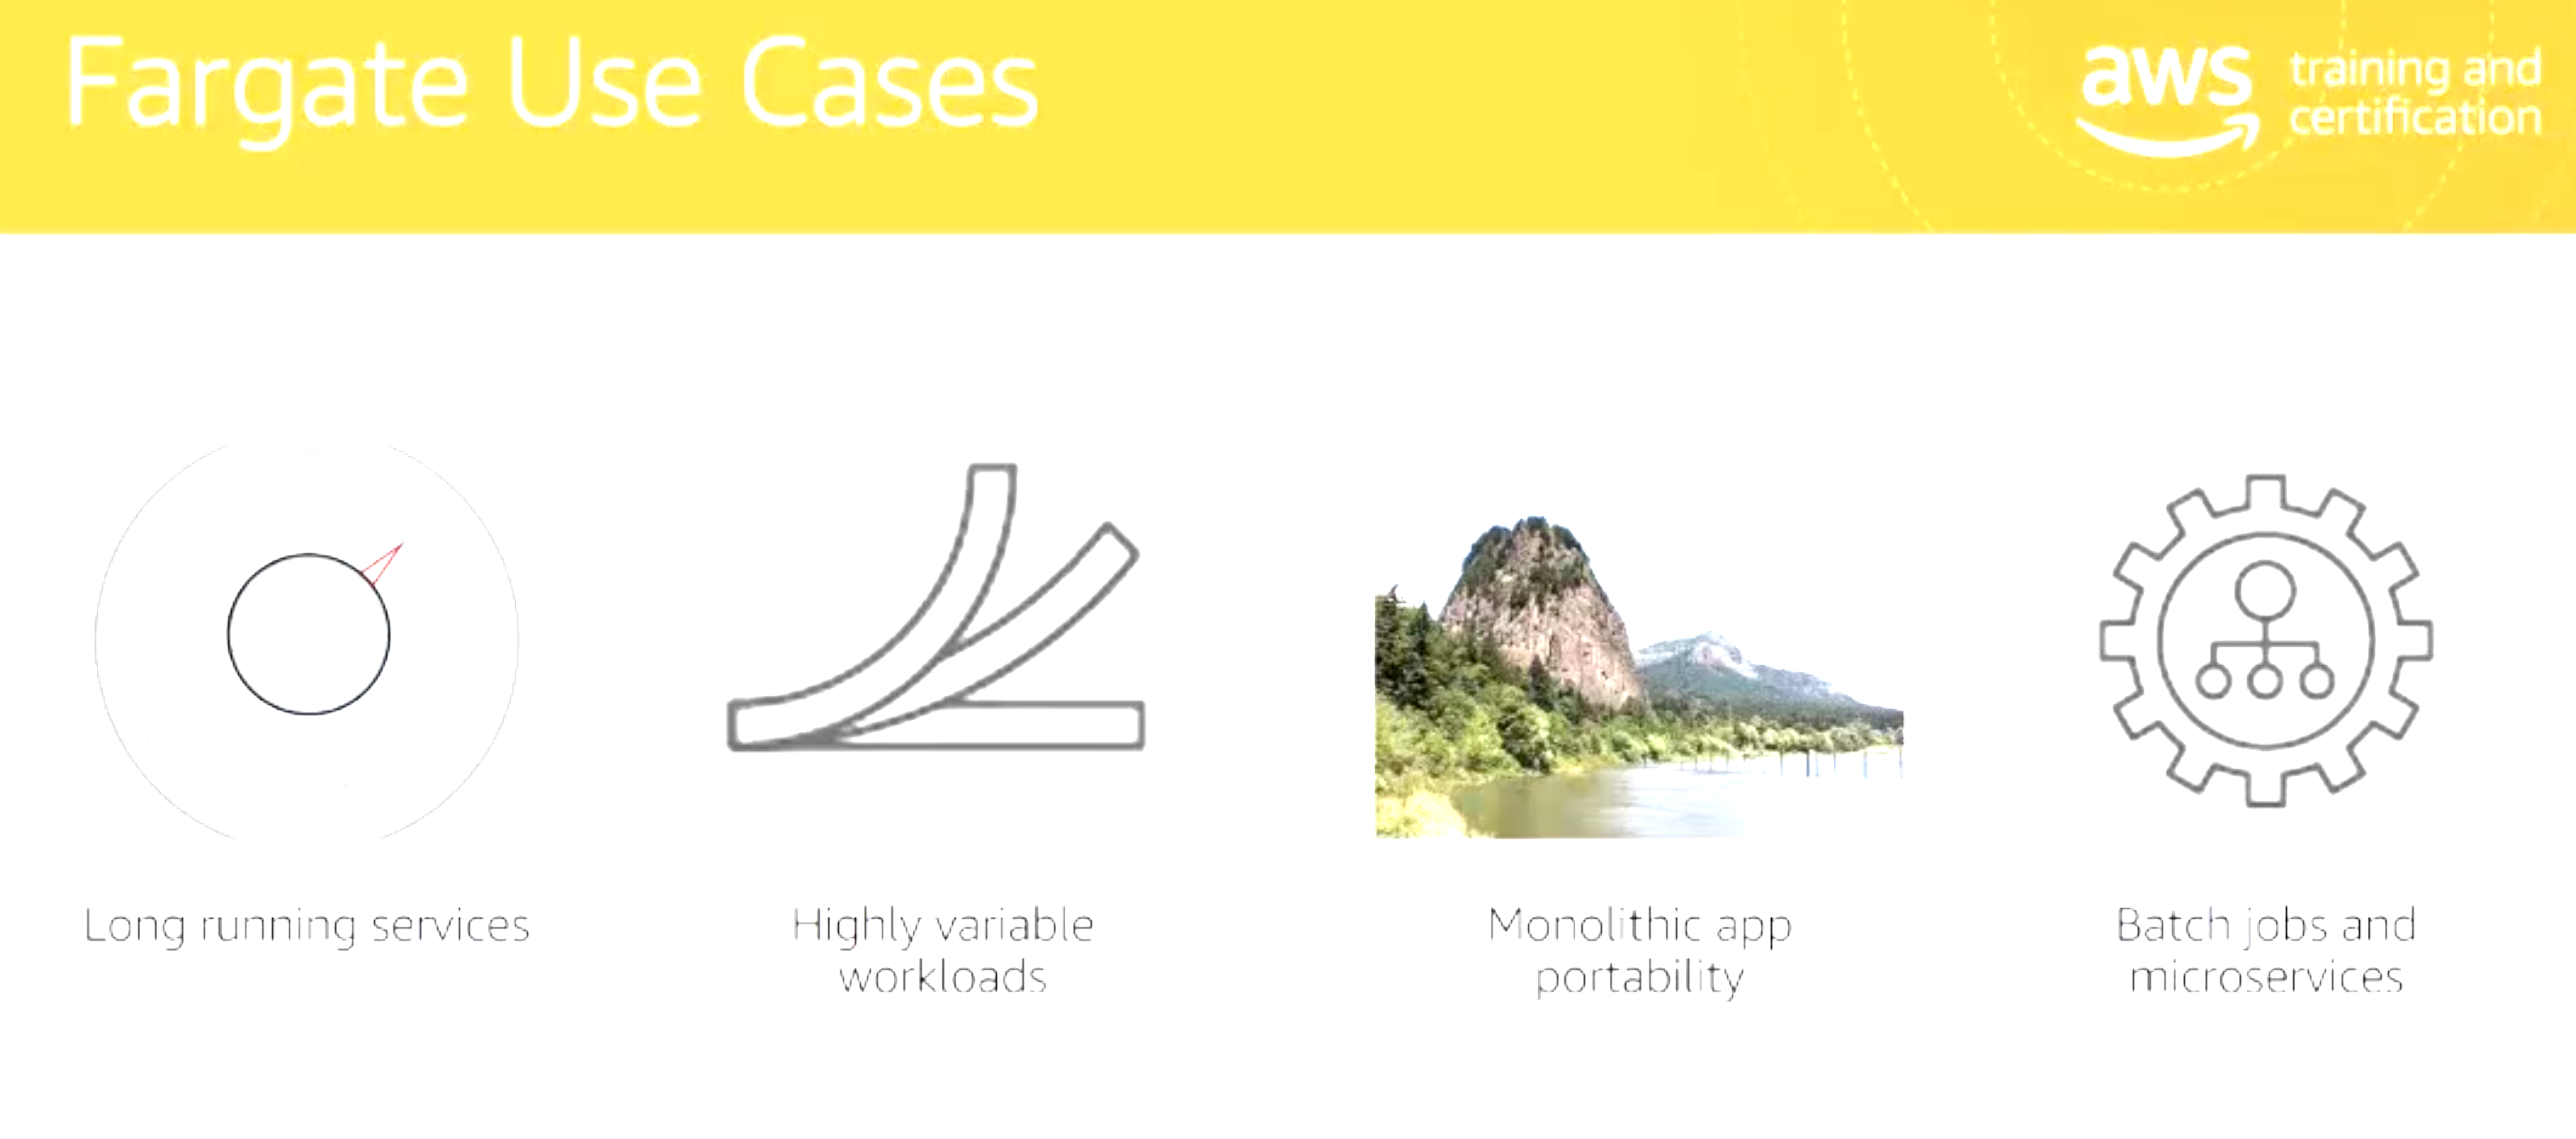 Fargate Use Cases
aws
training and
certification
Long running services
Highly variable
workloads
Monolithic app
portability
Batch jobs and
microservices